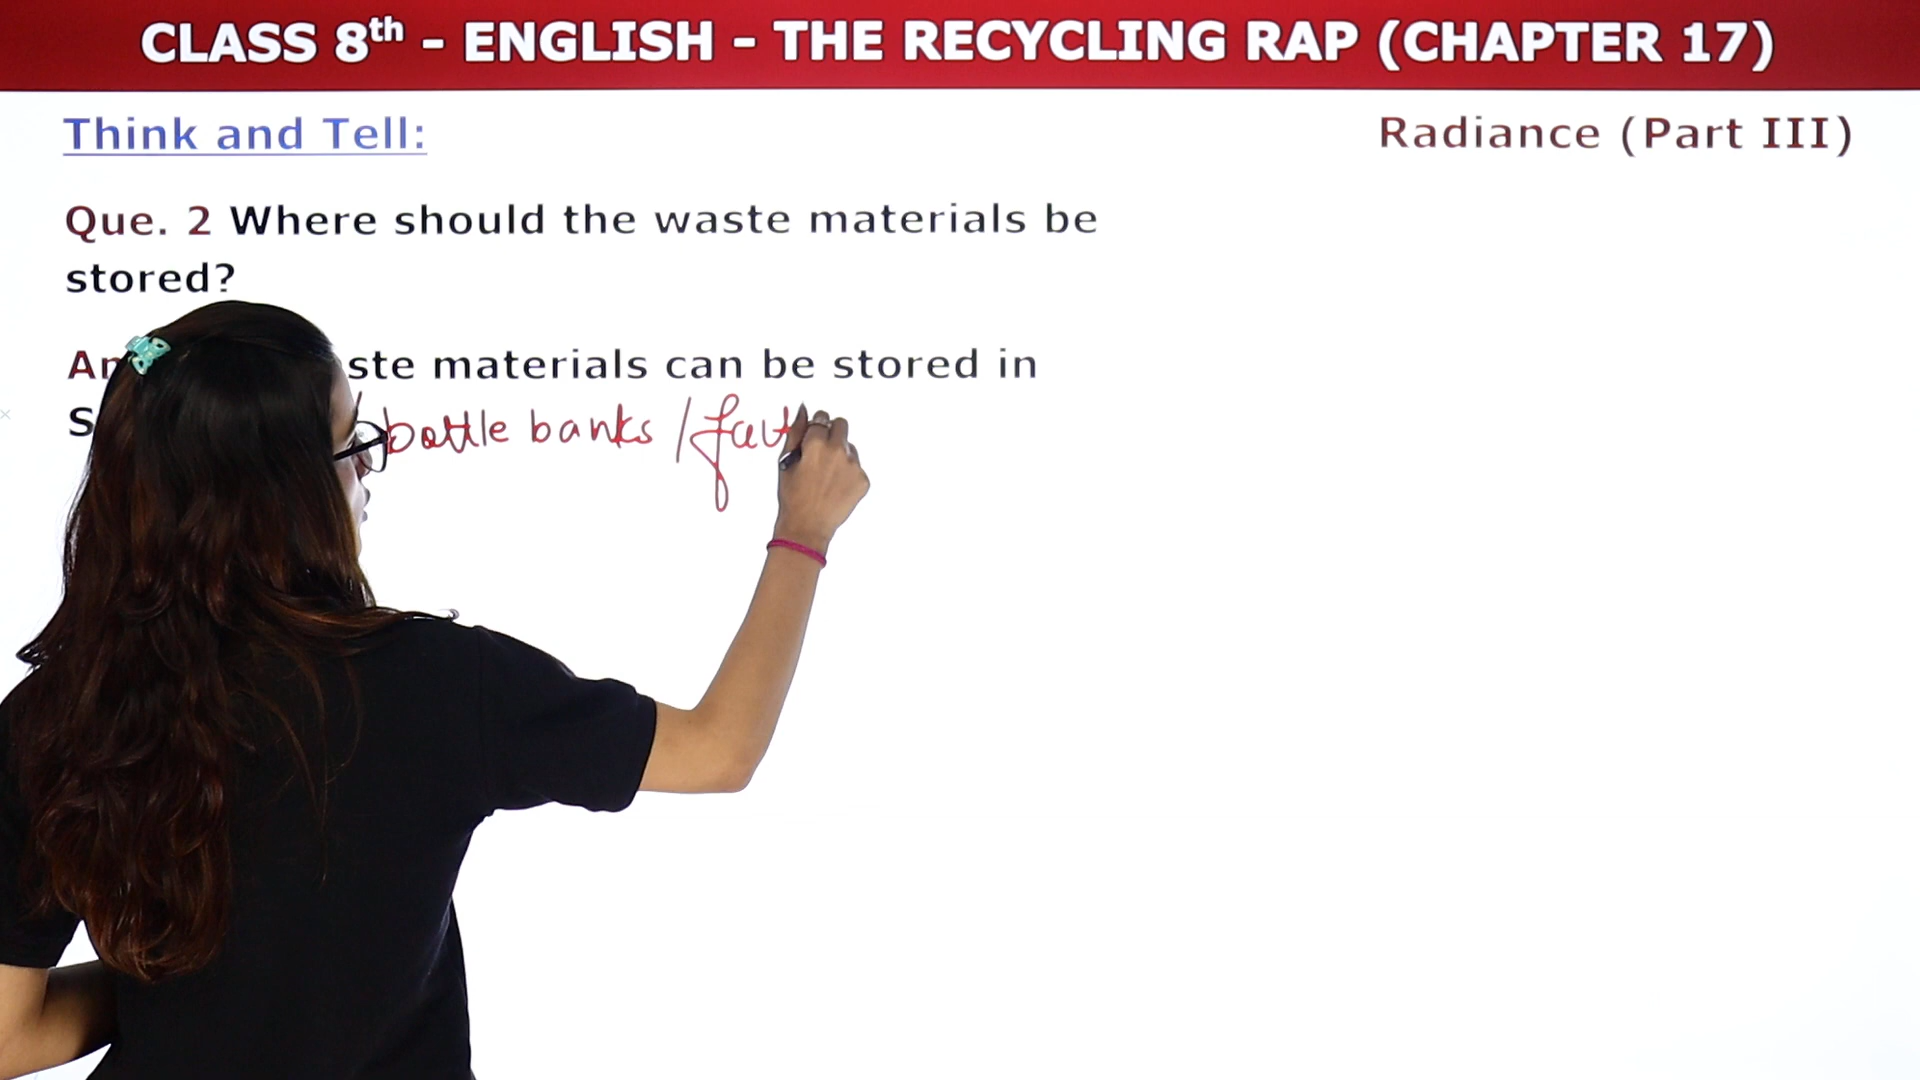 CLASS 8th - ENGLISH - THE RECYCLING RAP (CHAPTER 17)
Think and Tell:
Radiance (Part III)
Que. 2 Where should the waste materials be
stored?
materials can be stored in
bottle banks /